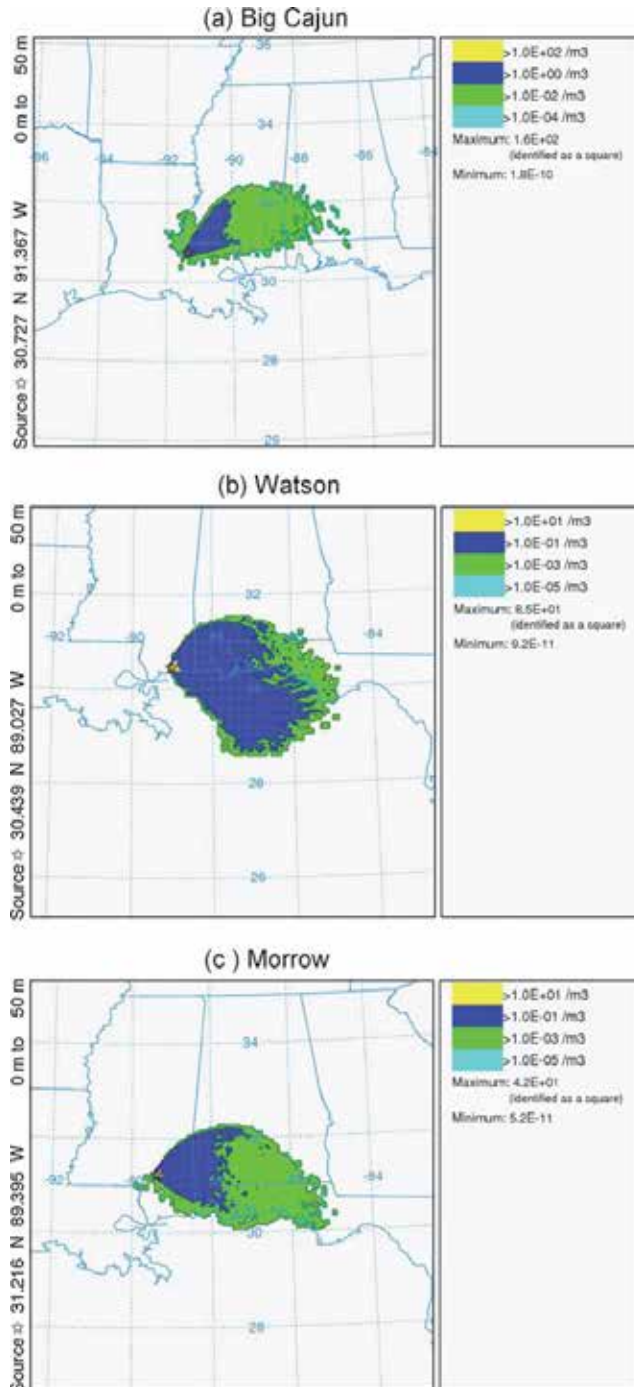 (a) Big Cajun
Source ☆ 30.727 N 91.367 W 0 m to 50 m
36
34
-96
-94
-92
-90
-88
-86
30
28
>1.0E+02 /m3
>1.0E+00 /m3
>1.0E-02 /m3
>1.0E-04 /m3
Maximum: 1.6E+02
(identified as a square)
Minimum: 1.8E-10
(b) Watson
Source ☆ 30.439 N 89.027 W 0 m to 50 m
32
-92
-90
-84
28
26
>1.0E+01 /m3
>1.0E-01 /m3
>1.0E-03 /m3
>1.0E-05 /m3
Maximum: 8.5E+01
(identified as a square)
Minimum: 9.2E-11
(c ) Morrow
Source ☆ 31.216 N 89.395 W 0 m to 50 m
34
-92
-84
30
28
>1.0E+01 /m3
>1.0E-01 /m3
>1.0E-03 /m3
>1.0E-05 /m3
Maximum: 4.2E+01
(identified as a square)
Minimum: 5.2E-11